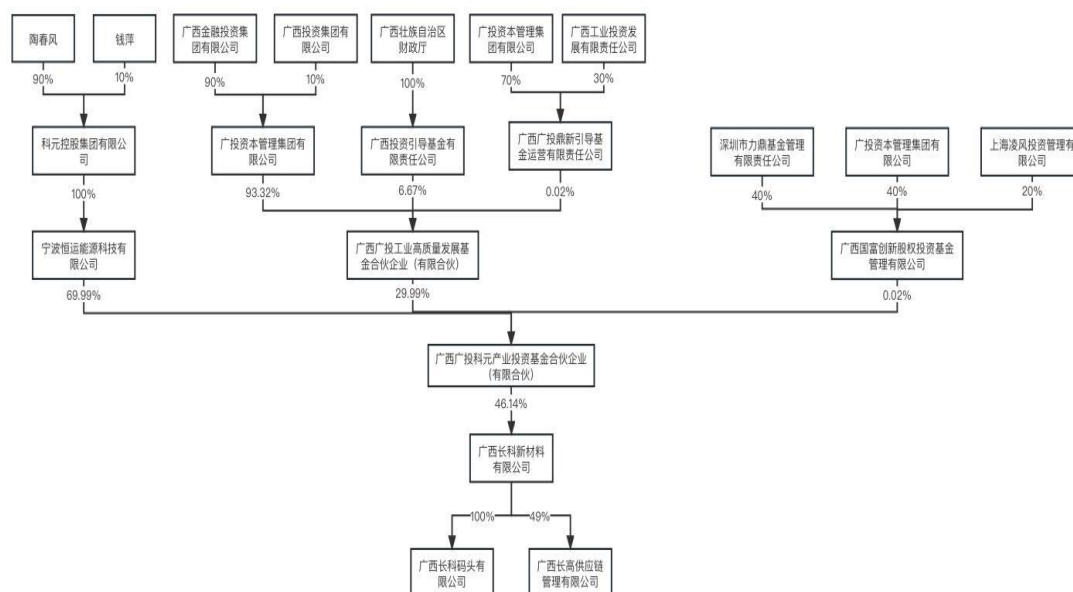 陶春风
钱萍
广西金融投资集
团有限公司
广西投资集团有
限公司
广西壮族自治区
财政厅
广投资本管理集
团有限公司
广西工业投资发
展有限责任公司
90%
10%
90%
10%
100%
70%
30%
科元控股集团有限公
司
广投资本管理集团有
限公司
广西投资引导基金有
限责任公司
广西广投鼎新引导基
金运营有限责任公司
深圳市力鼎基金管理
有限责任公司
广投资本管理集团有
限公司
上海凌风投资管理有
限公司
100%
93.32%
6.67%
0.02%
40%
40%
20%
宁波恒运能源科技有
限公司
广西广投工业高质量发展基
金合伙企业（有限合伙）
广西国富创新股权投资基金
管理有限公司
69.99%
29.99%
0.02%
广西广投科元产业投资基金合伙企业
（有限合伙）
46.14%
广西长科新材料
有限公司
100%
49%
广西长科码头有
限公司
广西长高供应链
管理有限公司